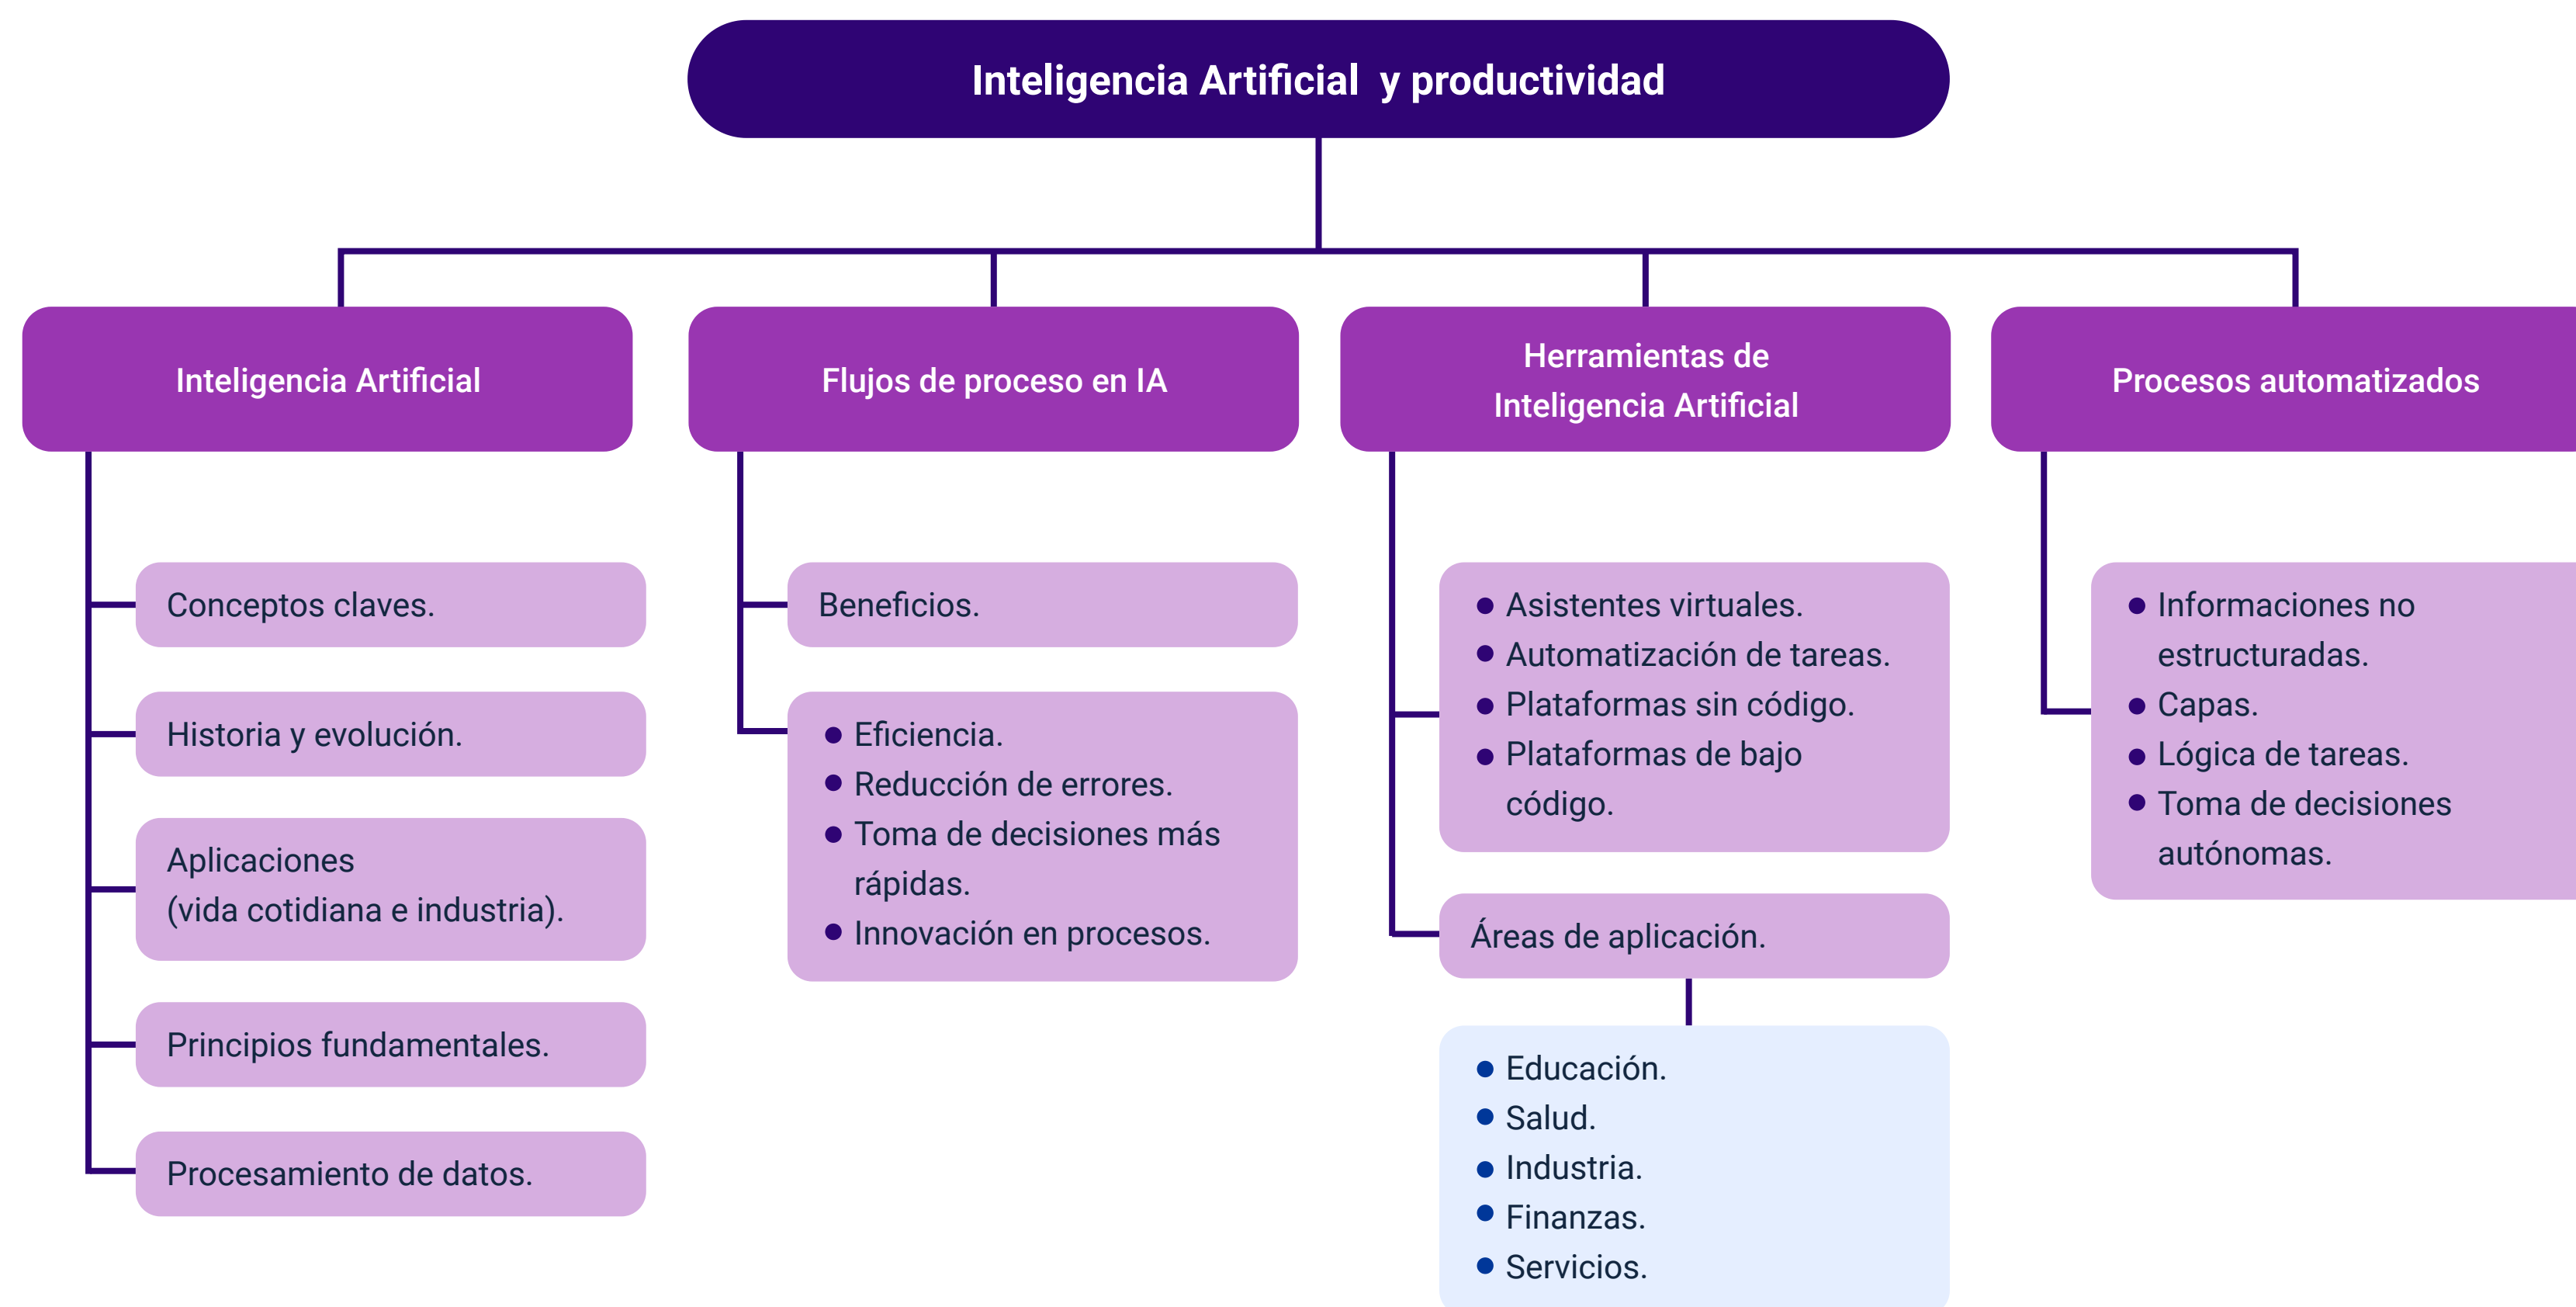 Inteligencia Artificial y productividad
Inteligencia Artificial
Conceptos claves.
Historia y evolución.
Aplicaciones
(vida cotidiana e industria).
Principios fundamentales.
Procesamiento de datos.
Flujos de proceso en IA
Beneficios.
Eficiencia.
Reducción de errores.
Toma de decisiones más
rápidas.
Innovación en procesos.
Herramientas de
Inteligencia Artificial
Asistentes virtuales.
Automatización de tareas.
Plataformas sin código.
Plataformas de bajo
código.
Áreas de aplicación.
Educación.
Salud.
Industria.
Finanzas.
Servicios.
Procesos automatizados
Informaciones no
estructuradas.
Capas.
Lógica de tareas.
Toma de decisiones
autónomas.